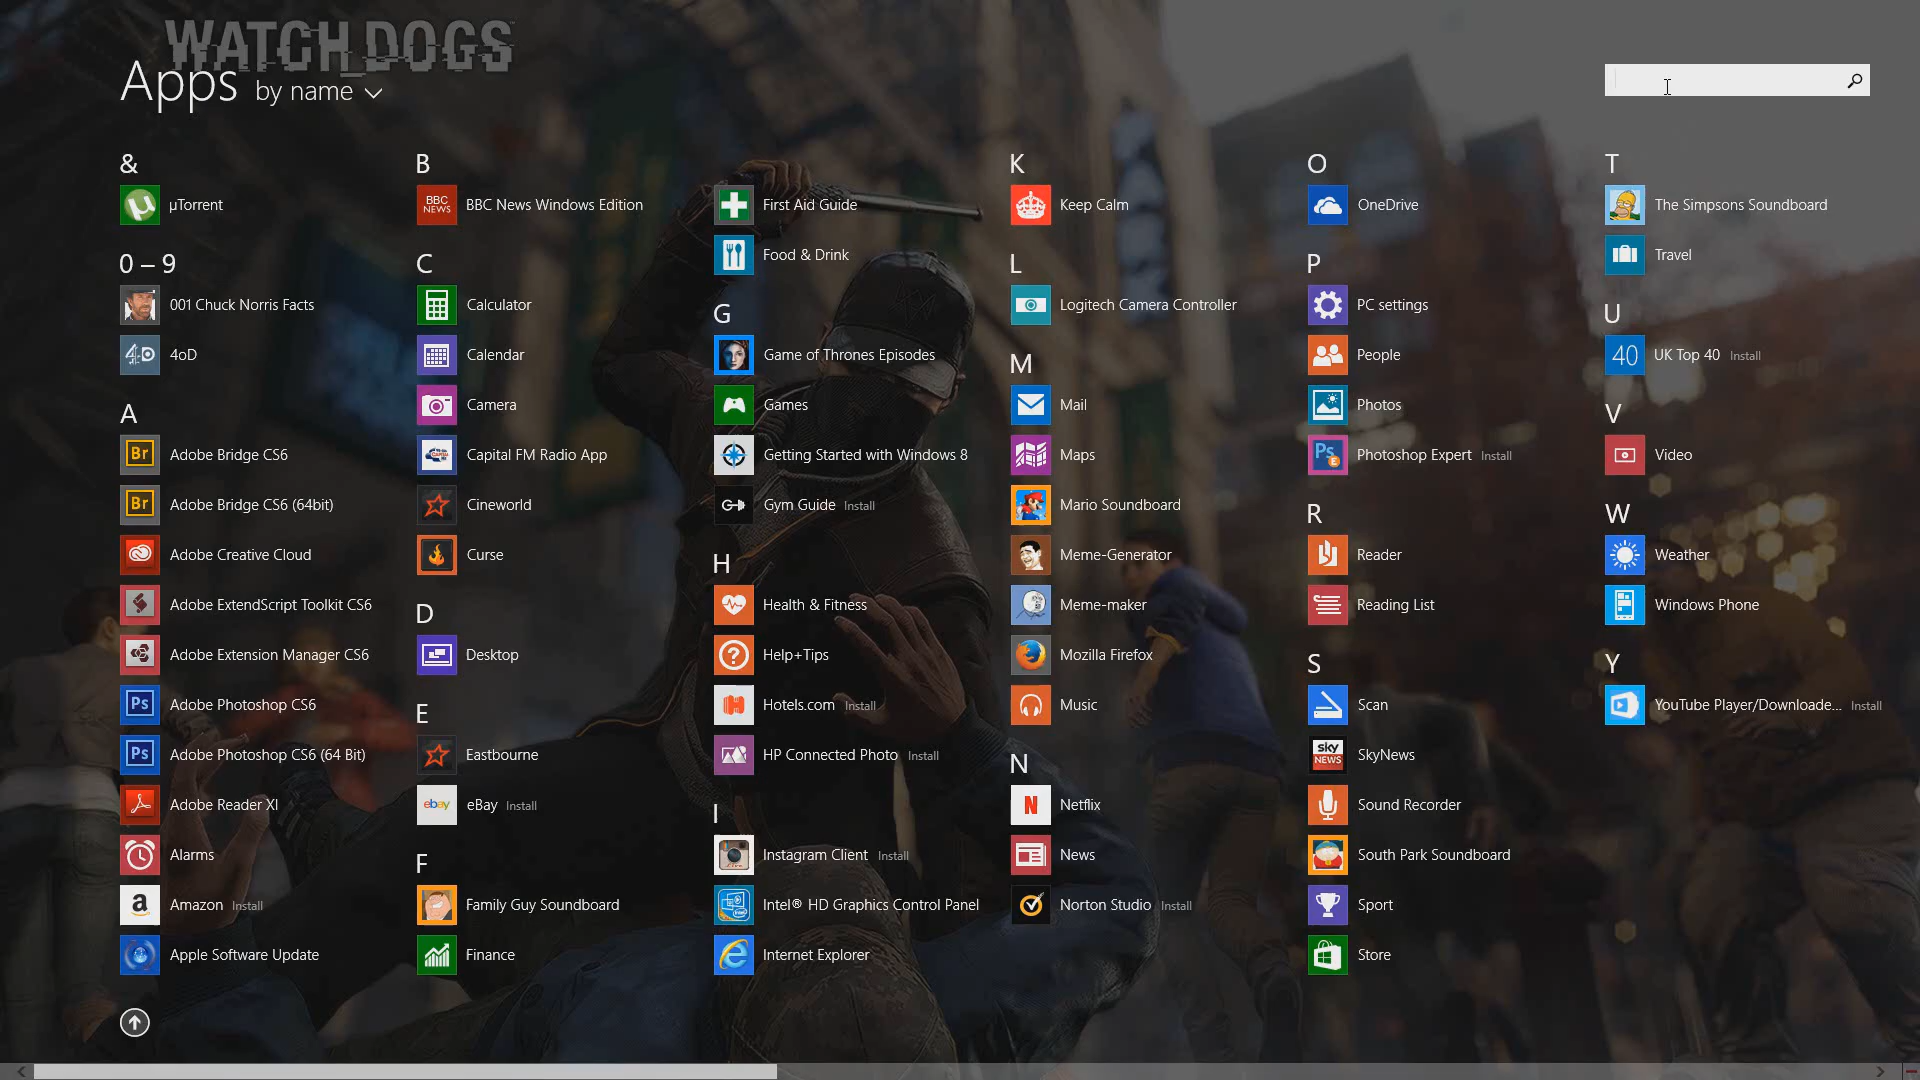 WATCH_DOGS
Apps by name
&
µTorrent
0 – 9
001 Chuck Norris Facts
4oD
A
Adobe Bridge CS6
Adobe Bridge CS6 (64bit)
Adobe Creative Cloud
Adobe ExtendScript Toolkit CS6
Adobe Extension Manager CS6
Adobe Photoshop CS6
Adobe Photoshop CS6 (64 Bit)
Adobe Reader XI
Alarms
Amazon Install
Apple Software Update
B
BBC News Windows Edition
C
Calculator
Calendar
Camera
Capital FM Radio App
Cineworld
Curse
D
Desktop
E
Eastbourne
eBay Install
F
Family Guy Soundboard
Finance
First Aid Guide
Food & Drink
G
Game of Thrones Episodes
Games
Getting Started with Windows 8
Gym Guide Install
H
Health & Fitness
Help+Tips
Hotels.com Install
HP Connected Photo Install
I
Instagram Client Install
Intel® HD Graphics Control Panel
Internet Explorer
K
Keep Calm
L
Logitech Camera Controller
M
Mail
Maps
Mario Soundboard
Meme-Generator
Meme-maker
Mozilla Firefox
Music
N
Netflix
News
Norton Studio Install
O
OneDrive
P
PC settings
People
Photos
Photoshop Expert Install
R
Reader
Reading List
S
Scan
SkyNews
Sound Recorder
South Park Soundboard
Sport
Store
T
The Simpsons Soundboard
Travel
U
UK Top 40 Install
V
Video
W
Weather
Windows Phone
Y
YouTube Player/Downloade... Install